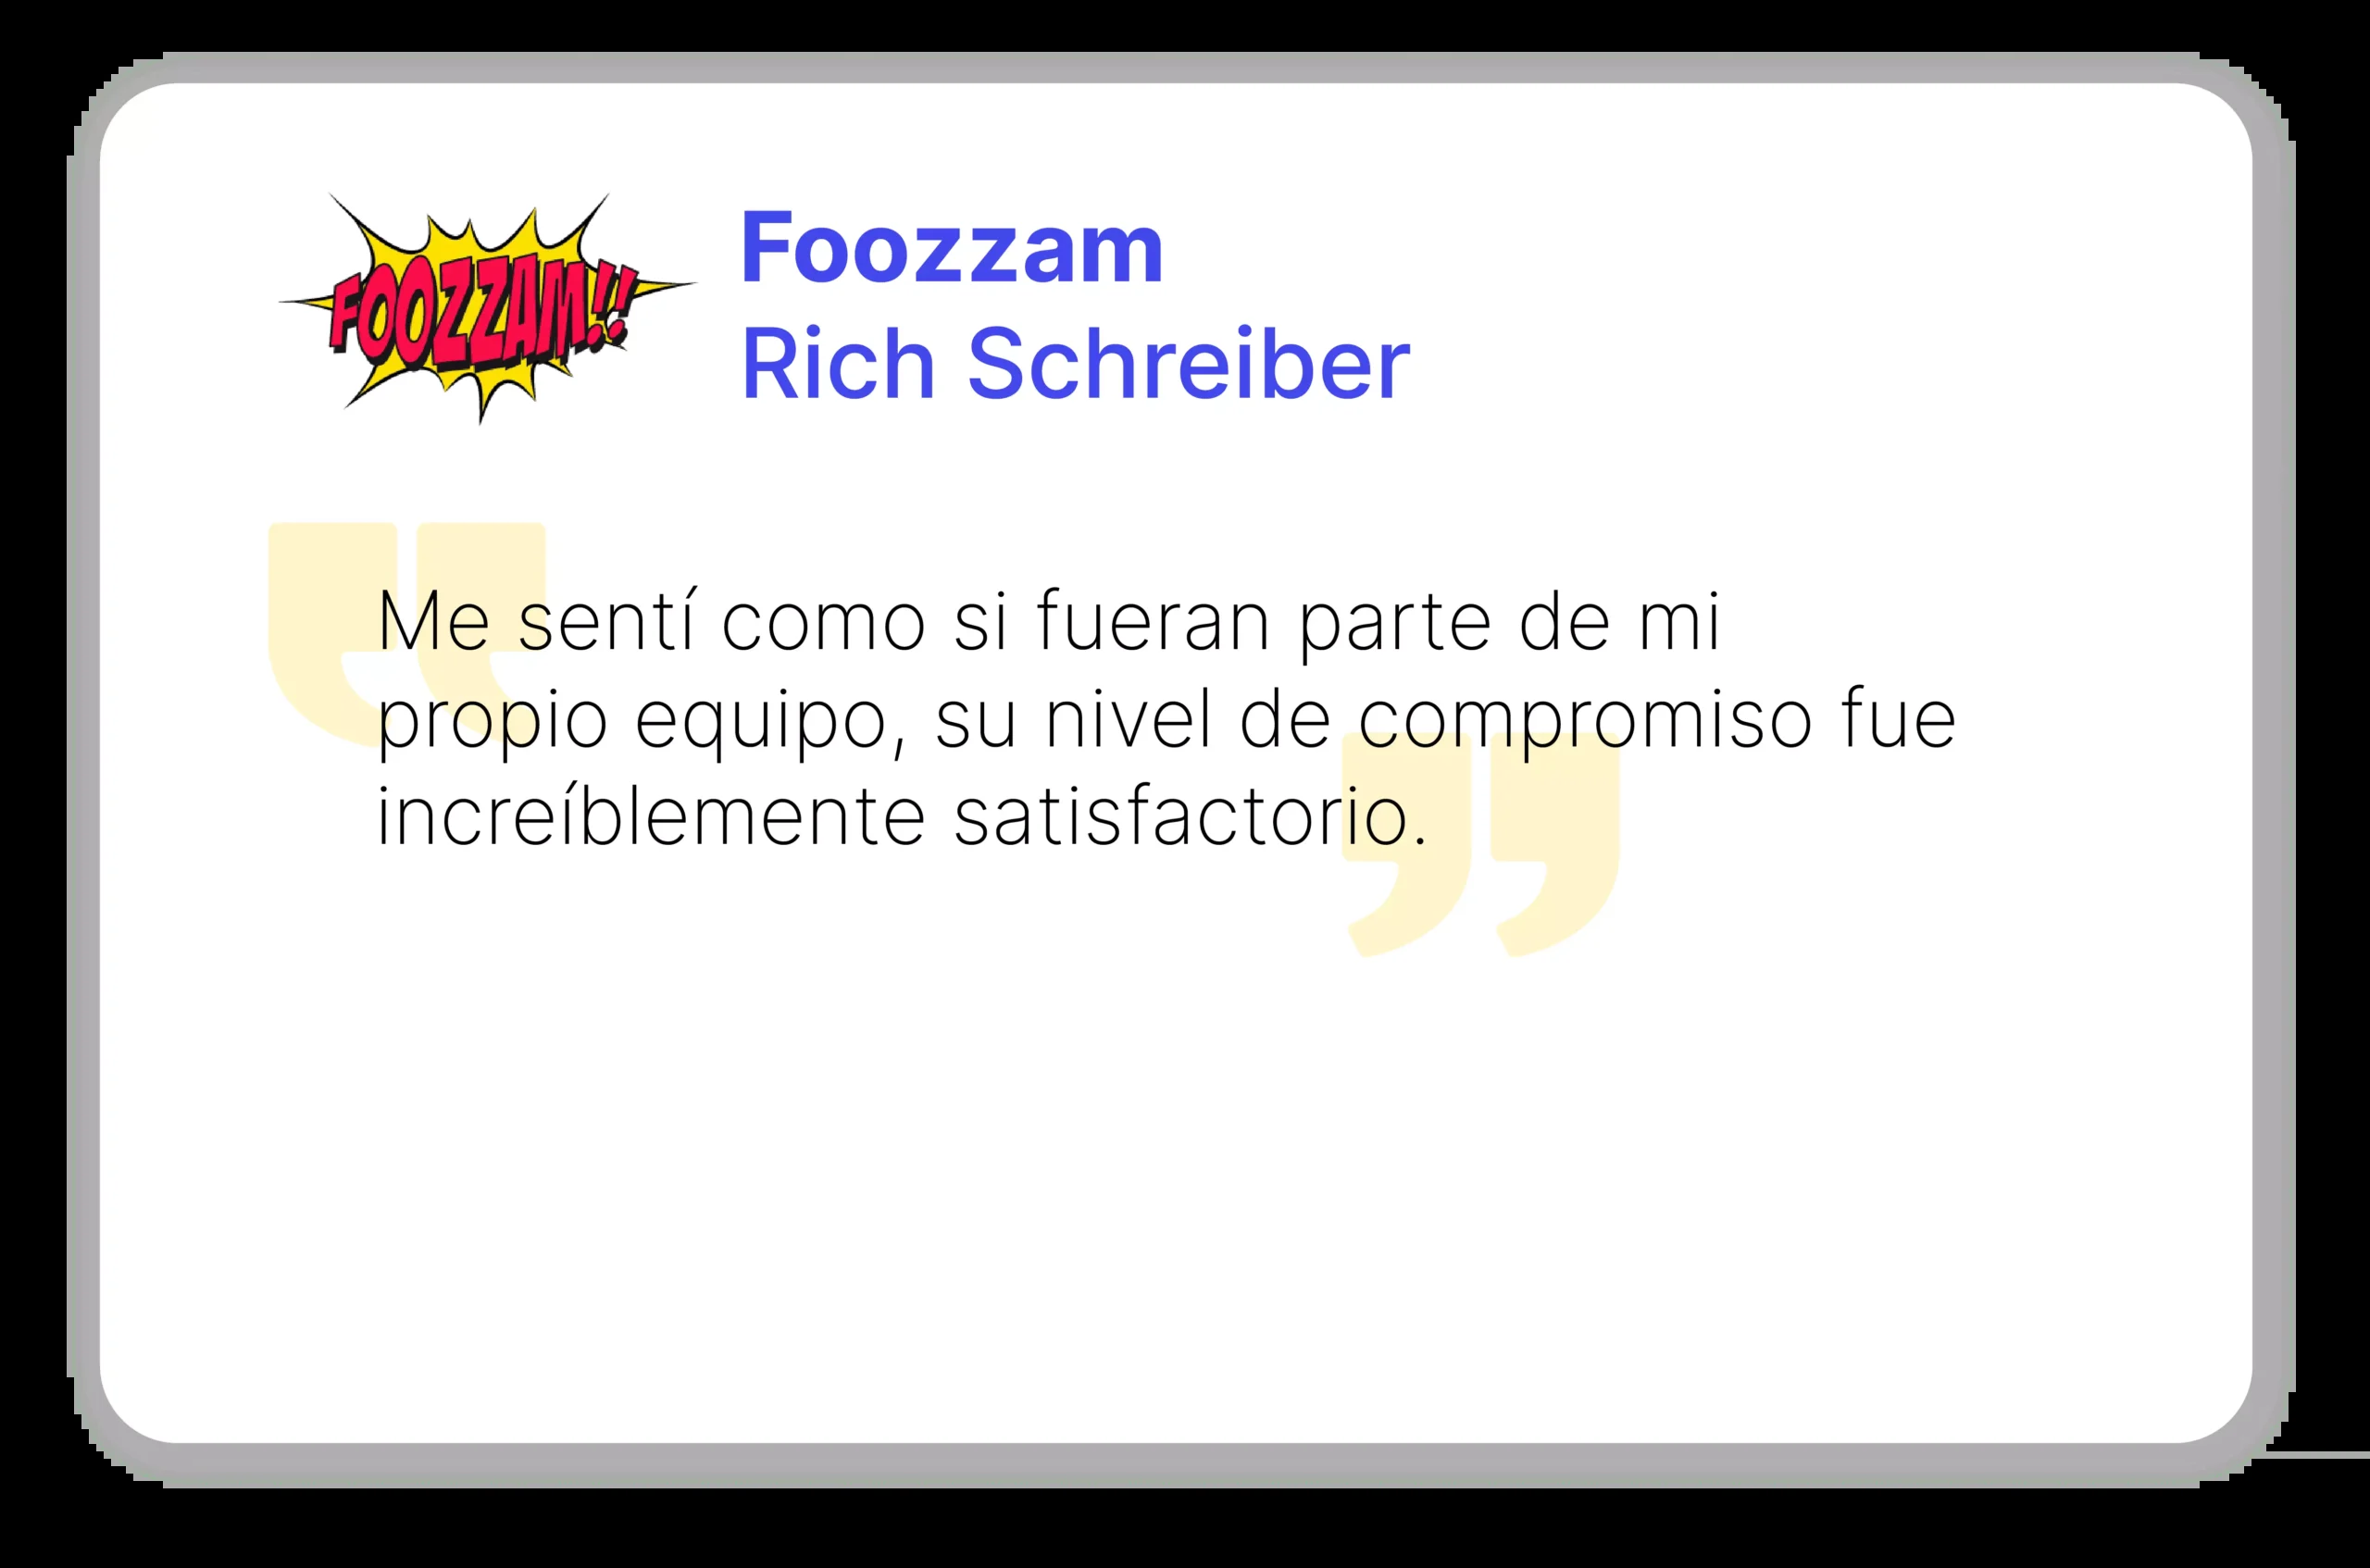 FOOZZAM!!
Foozzam
Rich Schreiber
Me sentí como si fueran parte de mi
propio equipo, su nivel de compromiso fue
increíblemente satisfactorio.